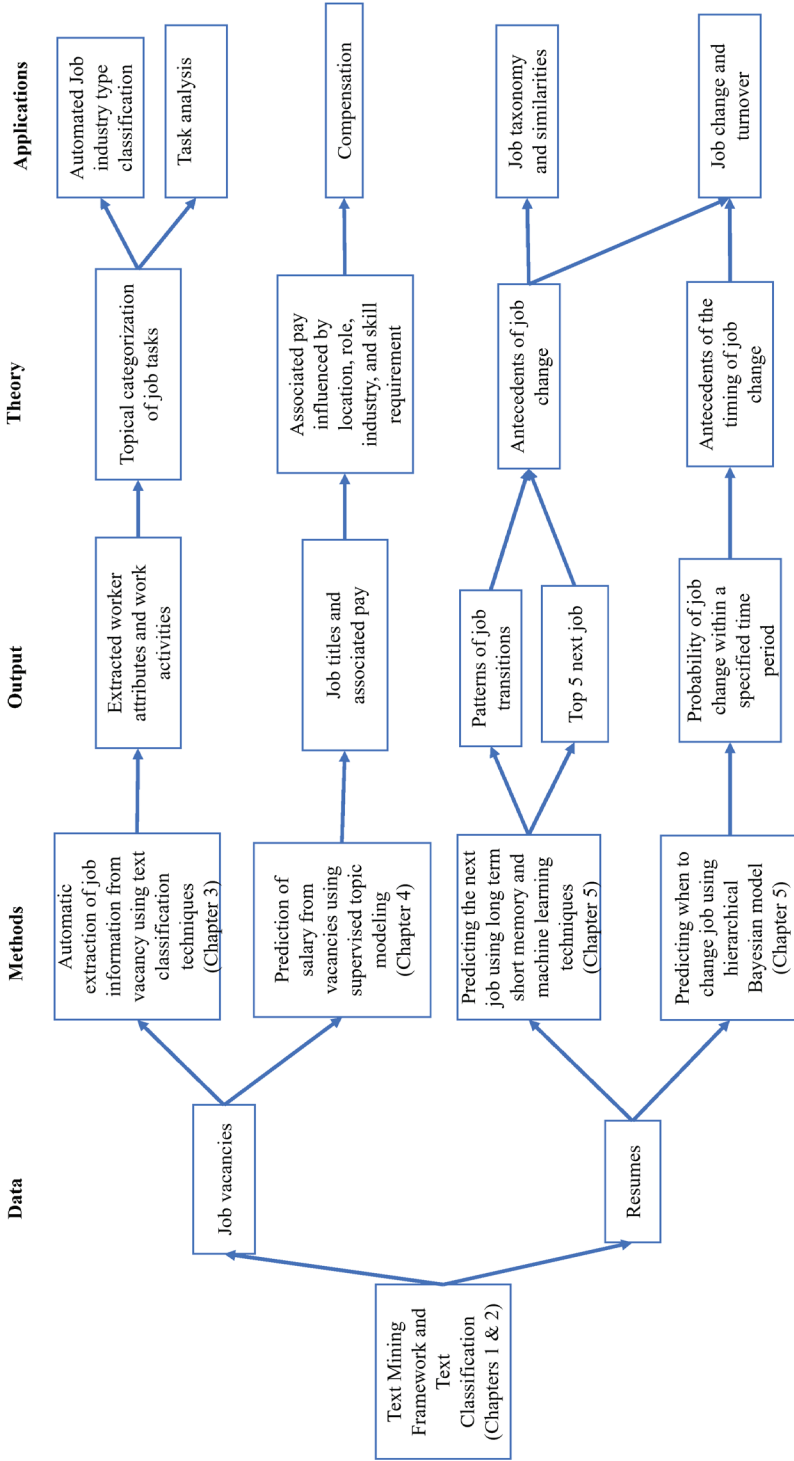 Data
Methods
Output
Theory
Applications
Text Mining
Framework and
Text
Classification
(Chapters 1 & 2)
Job vacancies
Resumes
Automatic
extraction of job
information from
vacancy using text
classification
techniques
(Chapter 3)
Prediction of
salary from
vacancies using
supervised topic
modeling
(Chapter 4)
Predicting the next
job using long term
short memory and
machine learning
techniques
(Chapter 5)
Predicting when to
change job using
hierarchical
Bayesian model
(Chapter 5)
Extracted worker
attributes and work
activities
Job titles and
associated pay
Patterns of job
transitions
Top 5 next job
Probability of job
change within a
specified time
period
Topical categorization
of job tasks
Associated pay
influenced by
location, role,
industry, and skill
requirement
Antecedents of job
change
Antecedents of the
timing of job
change
Automated Job
industry type
classification
Task analysis
Compensation
Job taxonomy
and similarities
Job change and
turnover